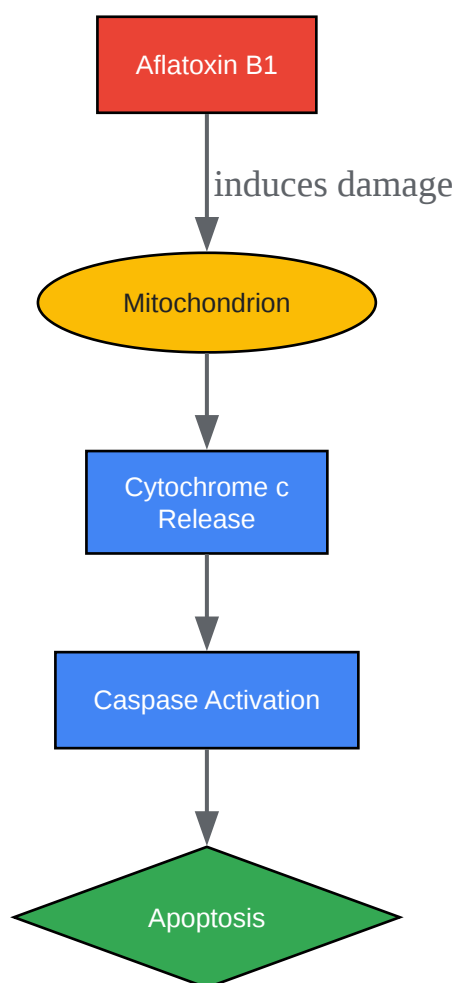 Aflatoxin B1
induces damage
Mitochondrion
Cytochrome c
Release
Caspase Activation
Apoptosis